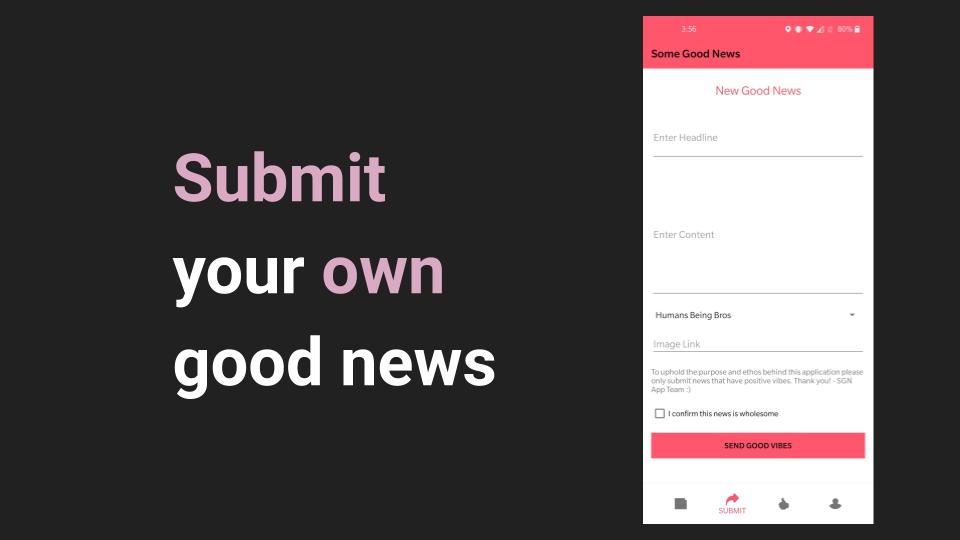 Submit
your own
good news
3:56
80%
Some Good News
New Good News
Enter Headline
Enter Content
Humans Being Bros
Image Link
To uphold the purpose and ethos behind this application please
only submit news that have positive vibes. Thank you! - SGN
App Team :)
I confirm this news is wholesome
SEND GOOD VIBES
SUBMIT